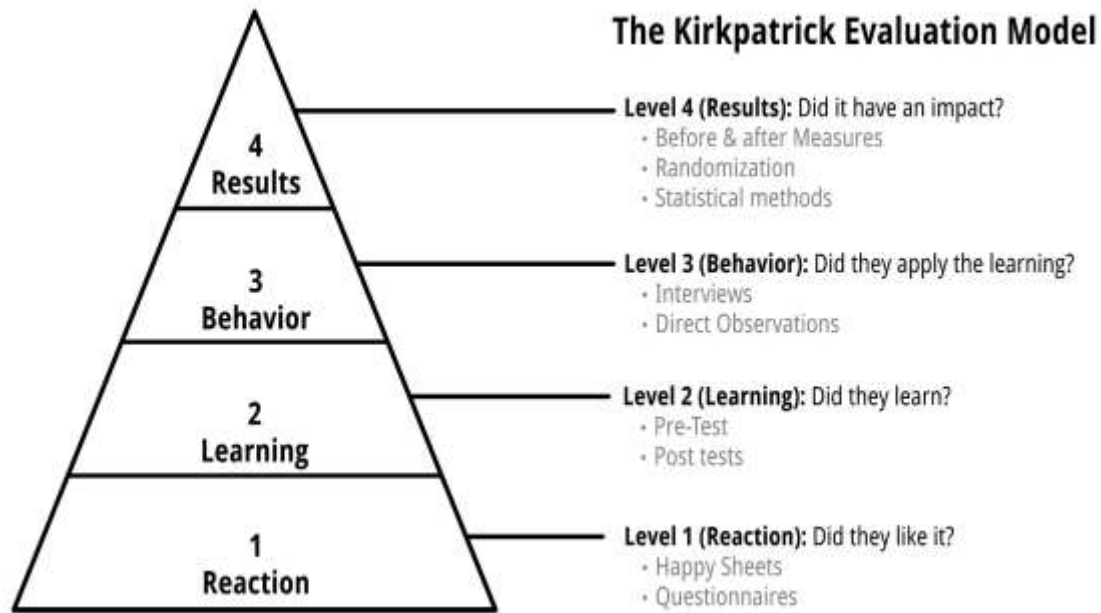 The Kirkpatrick Evaluation Model
4
Results
Level 4 (Results): Did it have an impact?
• Before & after Measures
• Randomization
• Statistical methods
3
Behavior
Level 3 (Behavior): Did they apply the learning?
• Interviews
• Direct Observations
2
Learning
Level 2 (Learning): Did they learn?
• Pre-Test
• Post tests
1
Reaction
Level 1 (Reaction): Did they like it?
• Happy Sheets
• Questionnaires